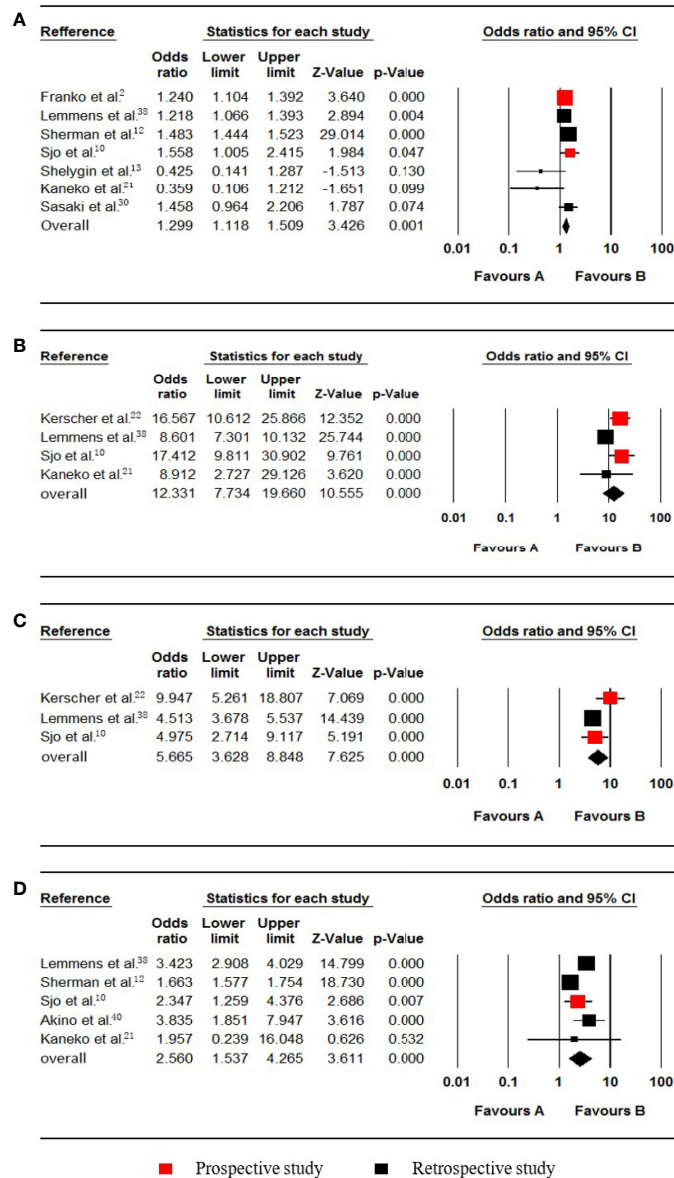 A
Refference Statistics for each study Odds ratio and 95% CI
Odds Lower Upper
ratio limit limit Z-Value p-Value
Franko et al.2 1.240 1.104 1.392 3.640 0.000
Lemmens et al.38 1.218 1.066 1.393 2.894 0.004
Sherman et al.12 1.483 1.444 1.523 29.014 0.000
Sjo et al.10 1.558 1.005 2.415 1.984 0.047
Shelygin et al.13 0.425 0.141 1.287 -1.513 0.130
Kaneko et al.21 0.359 0.106 1.212 -1.651 0.099
Sasaki et al.30 1.458 0.964 2.206 1.787 0.074
Overall 1.299 1.118 1.509 3.426 0.001
0.01 0.1 1 10 100
Favours A Favours B
B
Reference Statistics for each study Odds ratio and 95% CI
Odds Lower Upper
ratio limit limit Z-Value p-Value
Kerscher et al.22 16.567 10.612 25.866 12.352 0.000
Lemmens et al.38 8.601 7.301 10.132 25.744 0.000
Sjo et al.10 17.412 9.811 30.902 9.761 0.000
Kaneko et al.21 8.912 2.727 29.126 3.620 0.000
overall 12.331 7.734 19.660 10.555 0.000
0.01 0.1 1 10 100
Favours A Favours B
C
Reference Statistics for each study Odds ratio and 95% CI
Odds Lower Upper
ratio limit limit Z-Value p-Value
Kerscher et al.22 9.947 5.261 18.807 7.069 0.000
Lemmens et al.38 4.513 3.678 5.537 14.439 0.000
Sjo et al.10 4.975 2.714 9.117 5.191 0.000
overall 5.665 3.628 8.848 7.625 0.000
0.01 0.1 1 10 100
Favours A Favours B
D
Reference Statistics for each study Odds ratio and 95% CI
Odds Lower Upper
ratio limit limit Z-Value p-Value
Lemmens et al.38 3.423 2.908 4.029 14.799 0.000
Sherman et al.12 1.663 1.577 1.754 18.730 0.000
Sjo et al.10 2.347 1.259 4.376 2.686 0.007
Akino et al.40 3.835 1.851 7.947 3.616 0.000
Kaneko et al.21 1.957 0.239 16.048 0.626 0.532
overall 2.560 1.537 4.265 3.611 0.000
0.01 0.1 1 10 100
Favours A Favours B
Prospective study Retrospective study